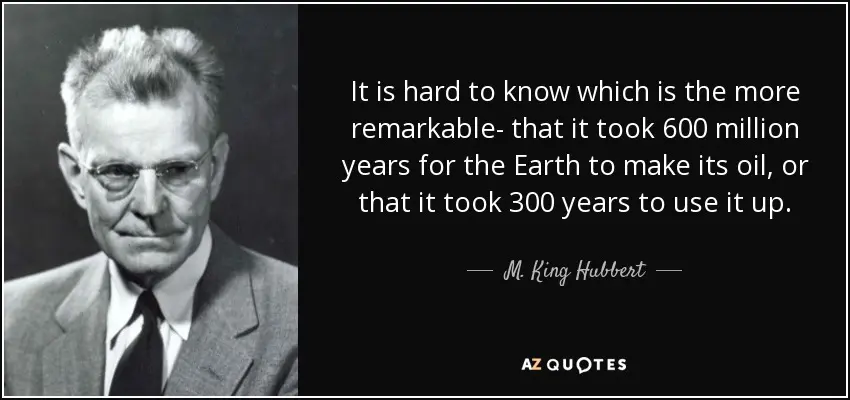 It is hard to know which is the more
remarkable- that it took 600 million
years for the Earth to make its oil, or
that it took 300 years to use it up.
M. King Hubbert
AZ QUOTES